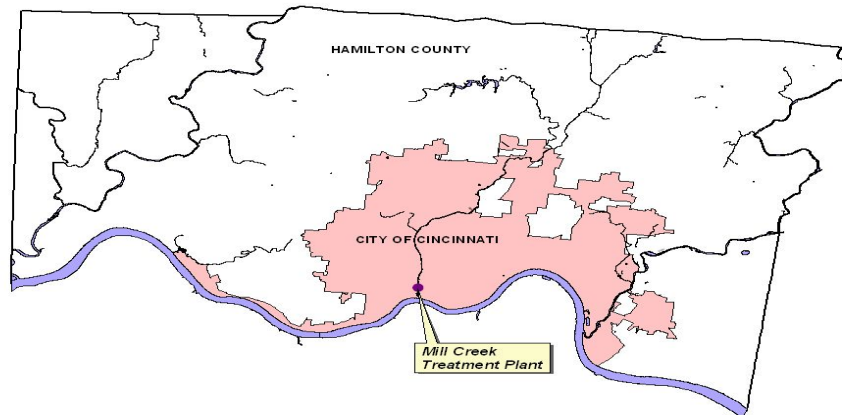 HAMILTON COUNTY
CITY OF CINCINNATI
Mill Creek
Treatment Plant